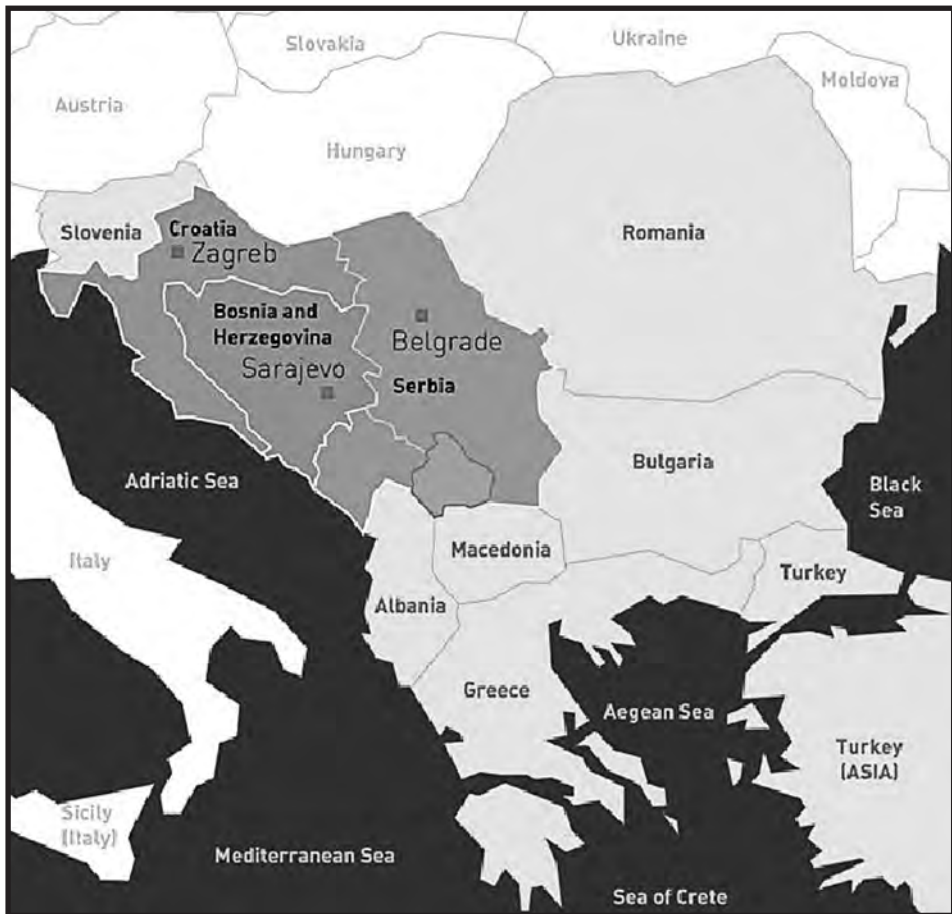 Slovakia
Ukraine
Moldova
Austria
Hungary
Slovenia
Croatia
Zagreb
Romania
Bosnia and
Herzegovina
Sarajevo
Belgrade
Serbia
Adriatic Sea
Bulgaria
Black
Sea
Italy
Macedonia
Turkey
Albania
Greece
Aegean Sea
Turkey
(ASIA)
Sicily
(Italy)
Mediterranean Sea
Sea of Crete